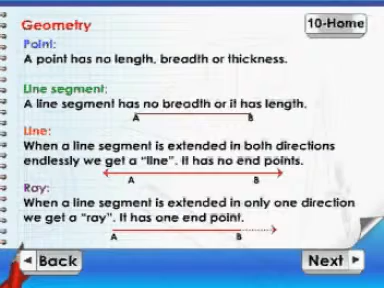 Geometry
10-Home
Point:
A point has no length, breadth or thickness.
Line segment:
A line segment has no breadth or it has length.
A B
Line:
When a line segment is extended in both directions
endlessly we get a "line". It has no end points.
A B
Ray:
When a line segment is extended in only one direction
we get a "ray". It has one end point.
A B
Back
Next